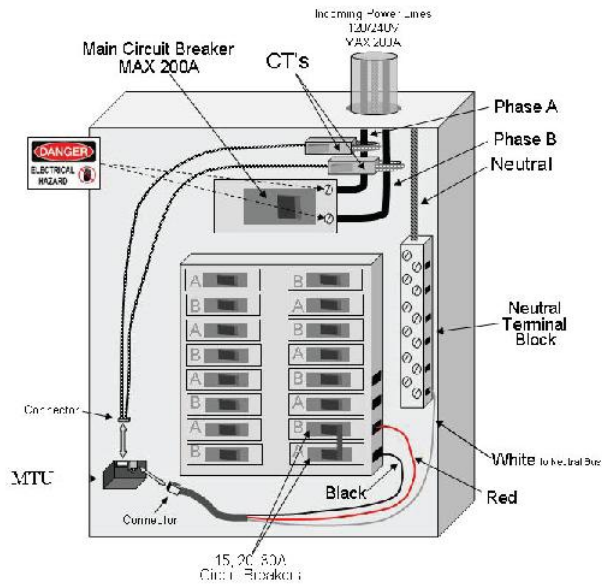 Incoming Power Lines
120/240V
MAX 200A
Main Circuit Breaker
MAX 200A
CT's
Phase A
Phase B
Neutral
DANGER
ELECTRICAL
HAZARD
A
B
B
A
A
B
B
A
A
B
B
A
A
B
B
A
Neutral
Terminal
Block
Connector
MTU
Connector
Black
White to Neutral Bus
Red
15, 20, 30A
Circuit Breakers